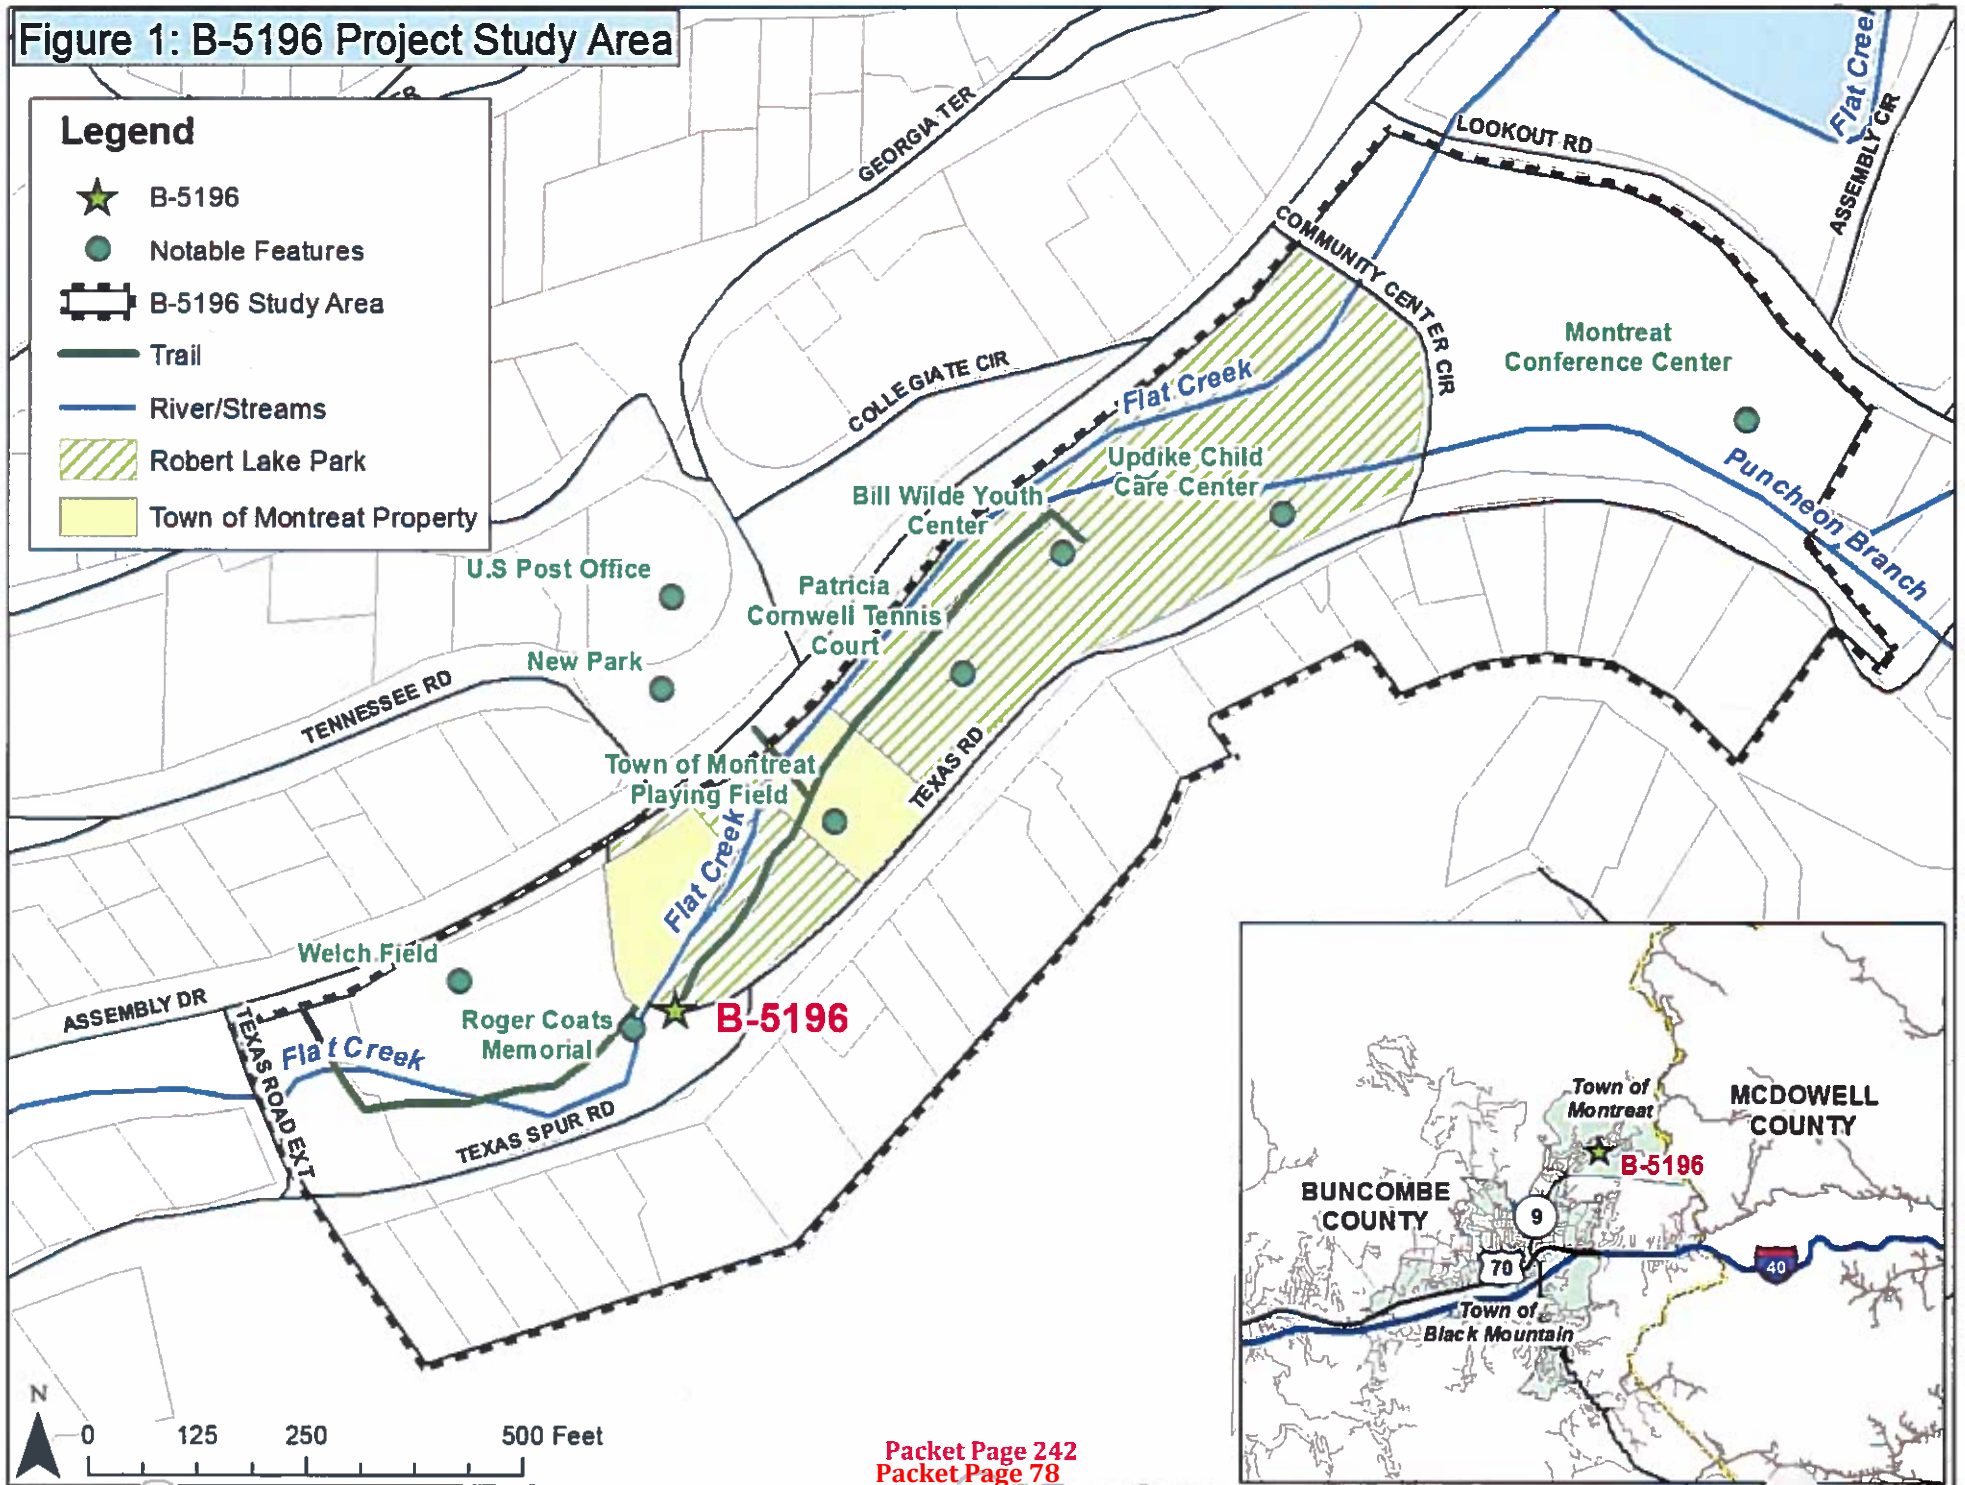 Figure 1: B-5196 Project Study Area
Legend
B-5196
Notable Features
B-5196 Study Area
Trail
River/Streams
Robert Lake Park
Town of Montreat Property
GEORGIA TER
LOOKOUT RD
Flat Creek
ASSEMBLY CIR
COMMUNITY CENTER CIR
Montreat
Conference Center
COLLEGIATE CIR
Flat Creek
Updike Child
Care Center
Bill Wilde Youth
Center
Puncheon Branch
U.S Post Office
Patricia
Cornwell Tennis
Court
New Park
TENNESSEE RD
Town of Montreat
Playing Field
TEXAS RD
Flat Creek
Welch Field
ASSEMBLY DR
Roger Coats
Memorial
B-5196
TEXAS ROAD EXT
Flat Creek
TEXAS SPUR RD
Town of
Montreat
MCDOWELL
COUNTY
B-5196
BUNCOMBE
COUNTY
9
70
40
Town of
Black Mountain
N
0 125 250 500 Feet
Packet Page 242
Packet Page 78